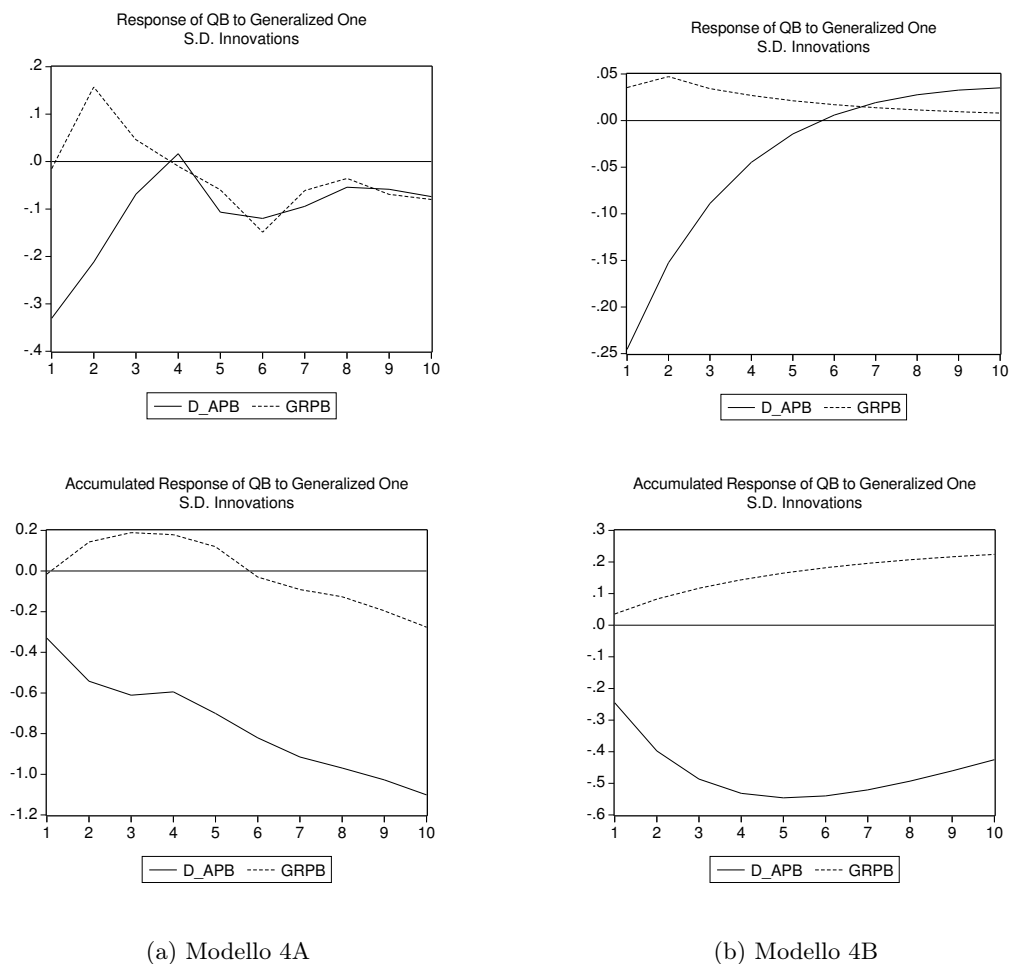 Response of QB to Generalized One
S.D. Innovations
.2
.1
.0
-.1
-.2
-.3
-.4
1 2 3 4 5 6 7 8 9 10
D_APB GRPB
Response of QB to Generalized One
S.D. Innovations
.05
.00
-.05
-.10
-.15
-.20
-.25
1 2 3 4 5 6 7 8 9 10
D_APB GRPB
Accumulated Response of QB to Generalized One
S.D. Innovations
0.2
0.0
-0.2
-0.4
-0.6
-0.8
-1.0
-1.2
1 2 3 4 5 6 7 8 9 10
D_APB GRPB
Accumulated Response of QB to Generalized One
S.D. Innovations
.3
.2
.1
.0
-.1
-.2
-.3
-.4
-.5
-.6
1 2 3 4 5 6 7 8 9 10
D_APB GRPB
(a) Modello 4A
(b) Modello 4B